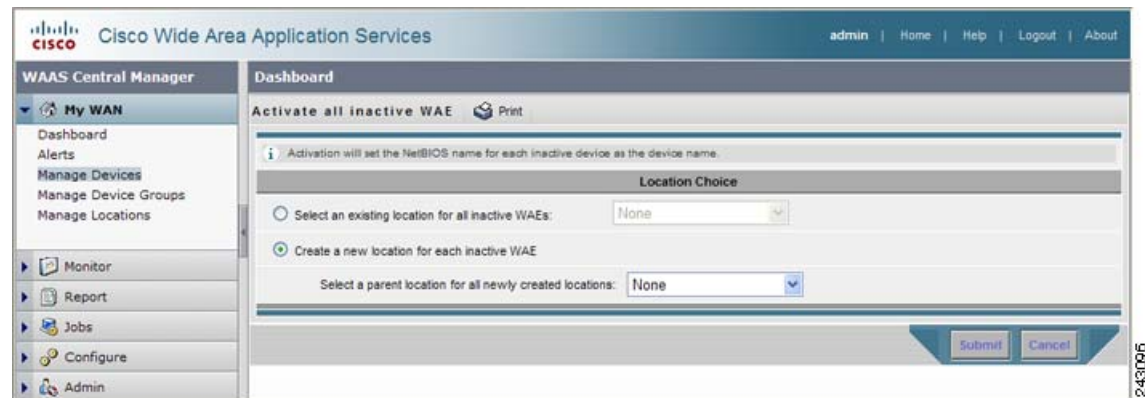 CISCO Cisco Wide Area Application Services
admin | Home | Help | Logout | About
WAAS Central Manager
My WAN
Dashboard
Alerts
Manage Devices
Manage Device Groups
Manage Locations
Monitor
Report
Jobs
Configure
Admin
Dashboard
Activate all inactive WAE Print
Activation will set the NetBIOS name for each inactive device as the device name.
Location Choice
Select an existing location for all inactive WAEs: None
Create a new location for each inactive WAE
Select a parent location for all newly created locations: None
Submit Cancel
243096